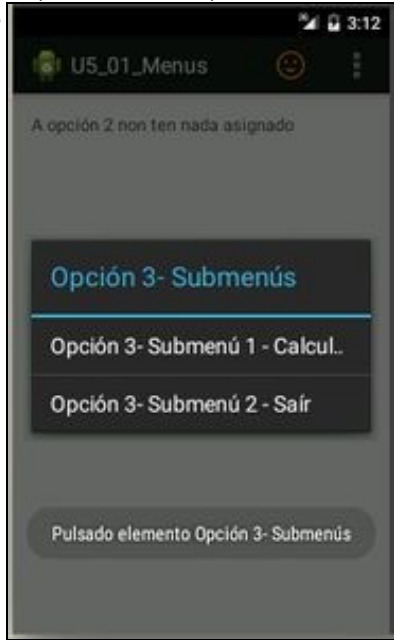 3:12
U5_01_Menus
A opción 2 non ten nada asignado
Opción 3- Submenús
Opción 3- Submenú 1 - Calcul..
Opción 3- Submenú 2 - Saír
Pulsado elemento Opción 3- Submenús